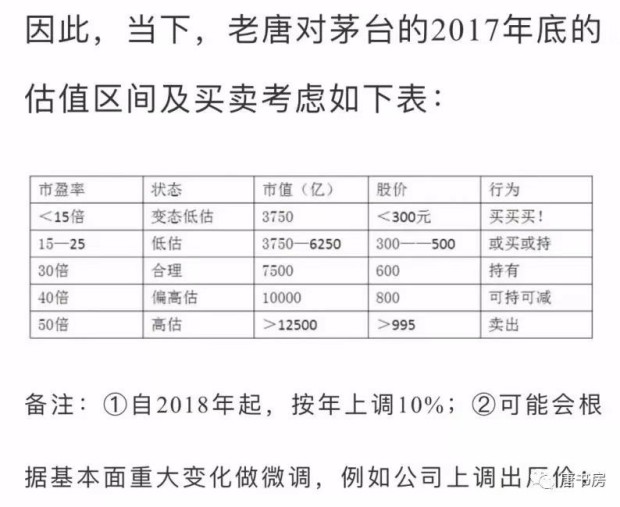 因此，当下，老唐对茅台的2017年底的
估值区间及买卖考虑如下表：
市盈率 状态 市值（亿） 股价 行为
＜15倍 变态低估 3750 ＜300元 买买买！
15—25 低估 3750—6250 300——500 或买或持
30倍 合理 7500 600 持有
40倍 偏高估 10000 800 可持可减
50倍 高估 ＞12500 ＞995 卖出
备注：①自2018年起，按年上调10%；②可能会根
据基本面重大变化做微调，例如公司上调出厂价；
唐书房